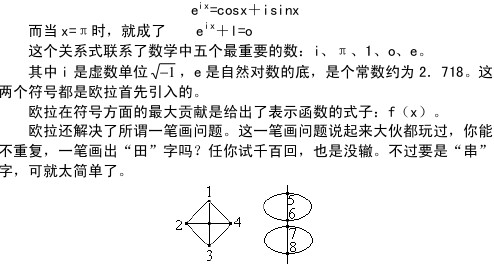 e^{ix}=cosx＋isinx
而当 x=π时，就成了 e^{ix}＋l=o
这个关系式联系了数学中五个最重要的数：i、π、1、o、e。
其中 i 是虚数单位√−1，e 是自然对数的底，是个常数约为 2．718。这
两个符号都是欧拉首先引入的。
欧拉在符号方面的最大贡献是给出了表示函数的式子：f（x）。
欧拉还解决了所谓一笔画问题。这一笔画问题说起来大伙都玩过，你能
不重复，一笔画出“田”字吗？任你试千百回，也是没辙。不过要是“串”
字，可就太简单了。
1
2
4
3
5
6
7
8